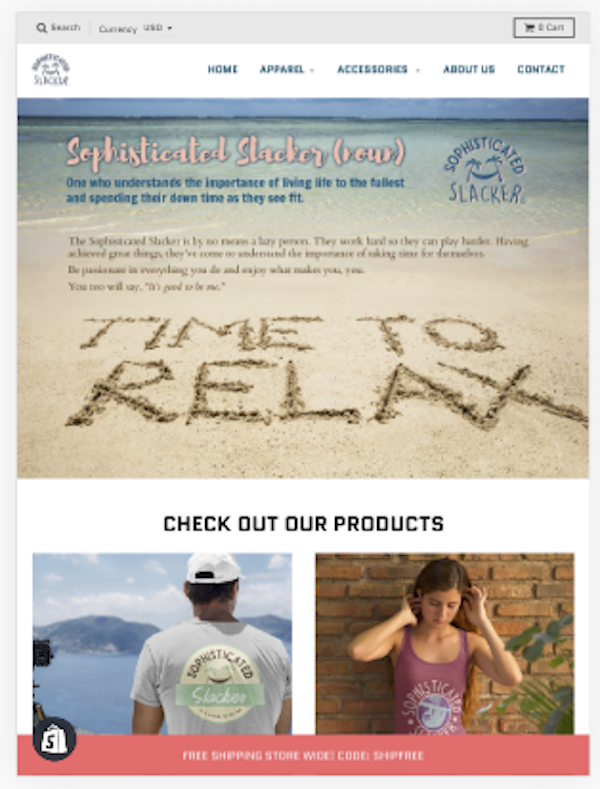 Search Currency USD 0 Cart
SOPHISTICATED
SLACKER
HOME APPAREL ACCESSORIES ABOUT US CONTACT
Sophisticated Slacker (noun)
One who understands the importance of living life to the fullest
and spending their down time as they see fit.
SOPHISTICATED
SLACKER
The Sophisticated Slacker is by no means a lazy person. They work hard so they can play harder. Having
achieved great things, they've come to understand the importance of taking time for themselves.
Be passionate in everything you do and enjoy what makes you, you.
You too will say, "It's good to be me."
TIME TO
RELAX
CHECK OUT OUR PRODUCTS
SOPHISTICATED
Slacker
SOPHISTICATED
FREE SHIPPING STORE WIDE! CODE: SHIPFREE